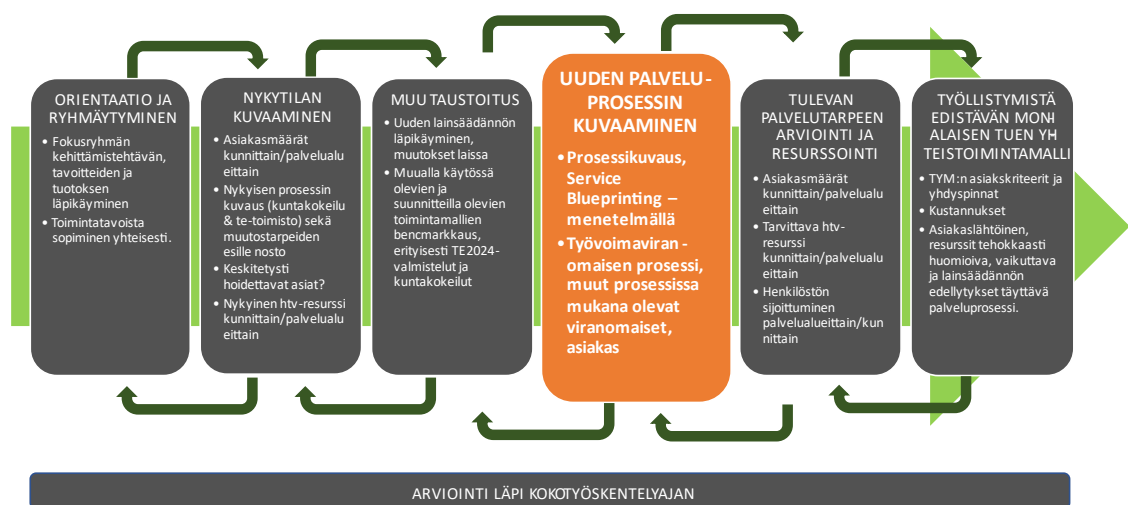 ORIENTAATIO JA
RYHMÄYTYMINEN
• Fokusryhmän
kehittämistehtävän,
tavoitteiden ja
tuotoksen
läpikäyminen
• Toimintatavoista
sopiminen yhteisesti.
NYKYTILAN
KUVAAMINEN
• Asiakasmäärät
kunnittain/palvelualu
eittain
• Nykyisen prosessin
kuvaus (kuntakokeilu
& te-toimisto) sekä
muutostarpeiden
esille nosto
• Keskitetysti
hoidettavat asiat?
• Nykyinen htv-resurssi
kunnittain/palvelualu
eittain
MUU TAUSTOITUS
• Uuden lainsäädännön
läpikäyminen,
muutokset laissa
• Muualla käytössä
olevien ja
suunnitteilla olevien
toimintamallien
bencmarkkaus,
erityisesti TE2024-
valmistelut ja
kuntakokeilut
UUDEN PALVELU-
PROSESSIN
KUVAAMINEN
• Prosessikuvaus,
Service
Blueprinting –
menetelmällä
• Työvoimaviran-
omaisen prosessi,
muut prosessissa
mukana olevat
viranomaiset,
asiakas
TULEVAN
PALVELUTARPEEN
ARVIOINTI JA
RESURSSOINTI
• Asiakasmäärät
kunnittain/palvelualu
eittain
• Tarvittava htv-
resurssi
kunnittain/palvelualu
eittain
• Henkilöstön
sijoittuminen
palvelualueittain/kun
nittain
TYÖLLISTYMISTÄ
EDISTÄVÄN MONI-
ALAISEN TUEN YH-
TEISTOIMINTAMALLI
• TYM:n asiakskriteerit ja
yhdyspinnat
• Kustannukset
• Asiakaslähtöinen,
resurssit tehokkaasti
huomioiva, vaikuttava
ja lainsäädännön
edellytykset täyttävä
palveluprosessi.
ARVIOINTI LÄPI KOKOTYÖSKENTELYAJAN